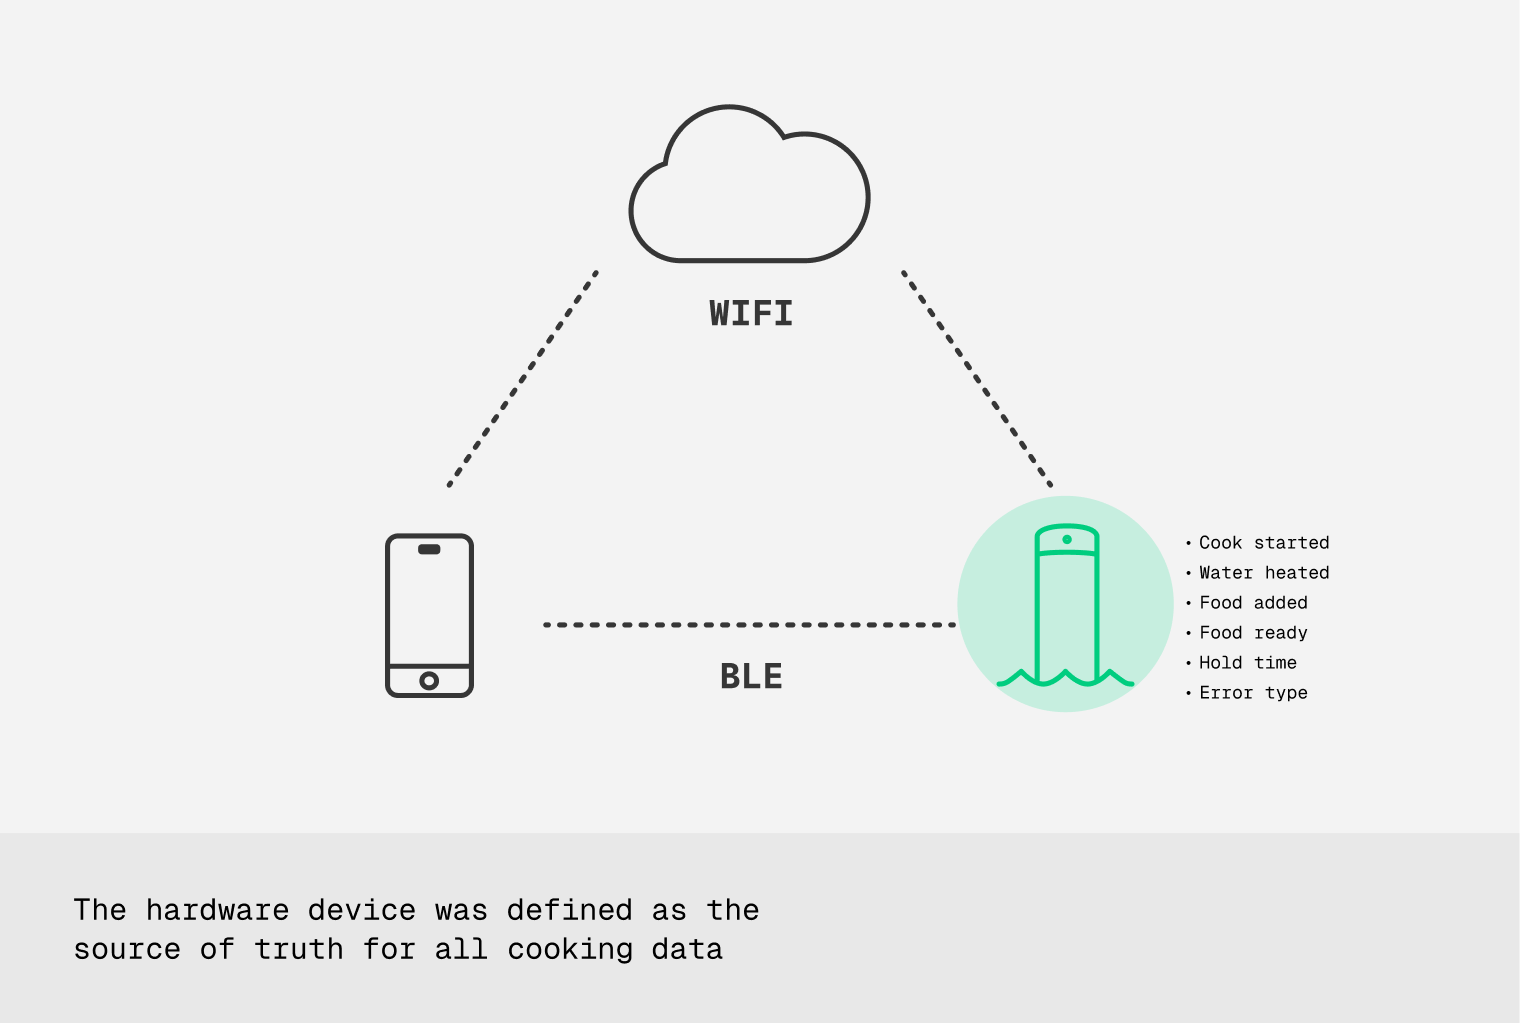 WIFI
BLE
• Cook started
• Water heated
• Food added
• Food ready
• Hold time
• Error type
The hardware device was defined as the
source of truth for all cooking data